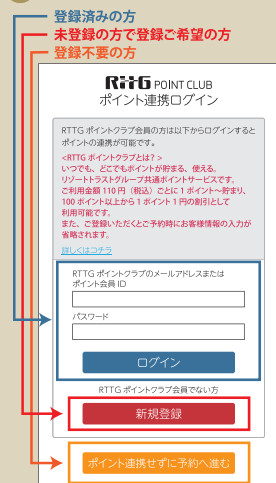 登録済みの方
未登録の方で登録ご希望の方
登録不要の方
RTTG POINT CLUB
ポイント連携ログイン
RTTG ポイントクラブ会員の方は以下からログインすると
ポイントの連携が可能です。
<RTTG ポイントクラブとは？>
いつでも、どこでもポイントが貯まる、使える。
リゾートトラストグループ共通ポイントサービスです。
ご利用金額 110 円（税込）ごとに 1 ポイント〜貯まり、
100 ポイント以上から 1 ポイント 1 円の割引として
利用可能です。
また、ご登録いただくとご予約時にお客様情報の入力が
省略されます。
詳しくはコチラ
RTTG ポイントクラブのメールアドレスまたは
ポイント会員 ID
パスワード
ログイン
RTTG ポイントクラブ会員でない方
新規登録
ポイント連携せずに予約へ進む